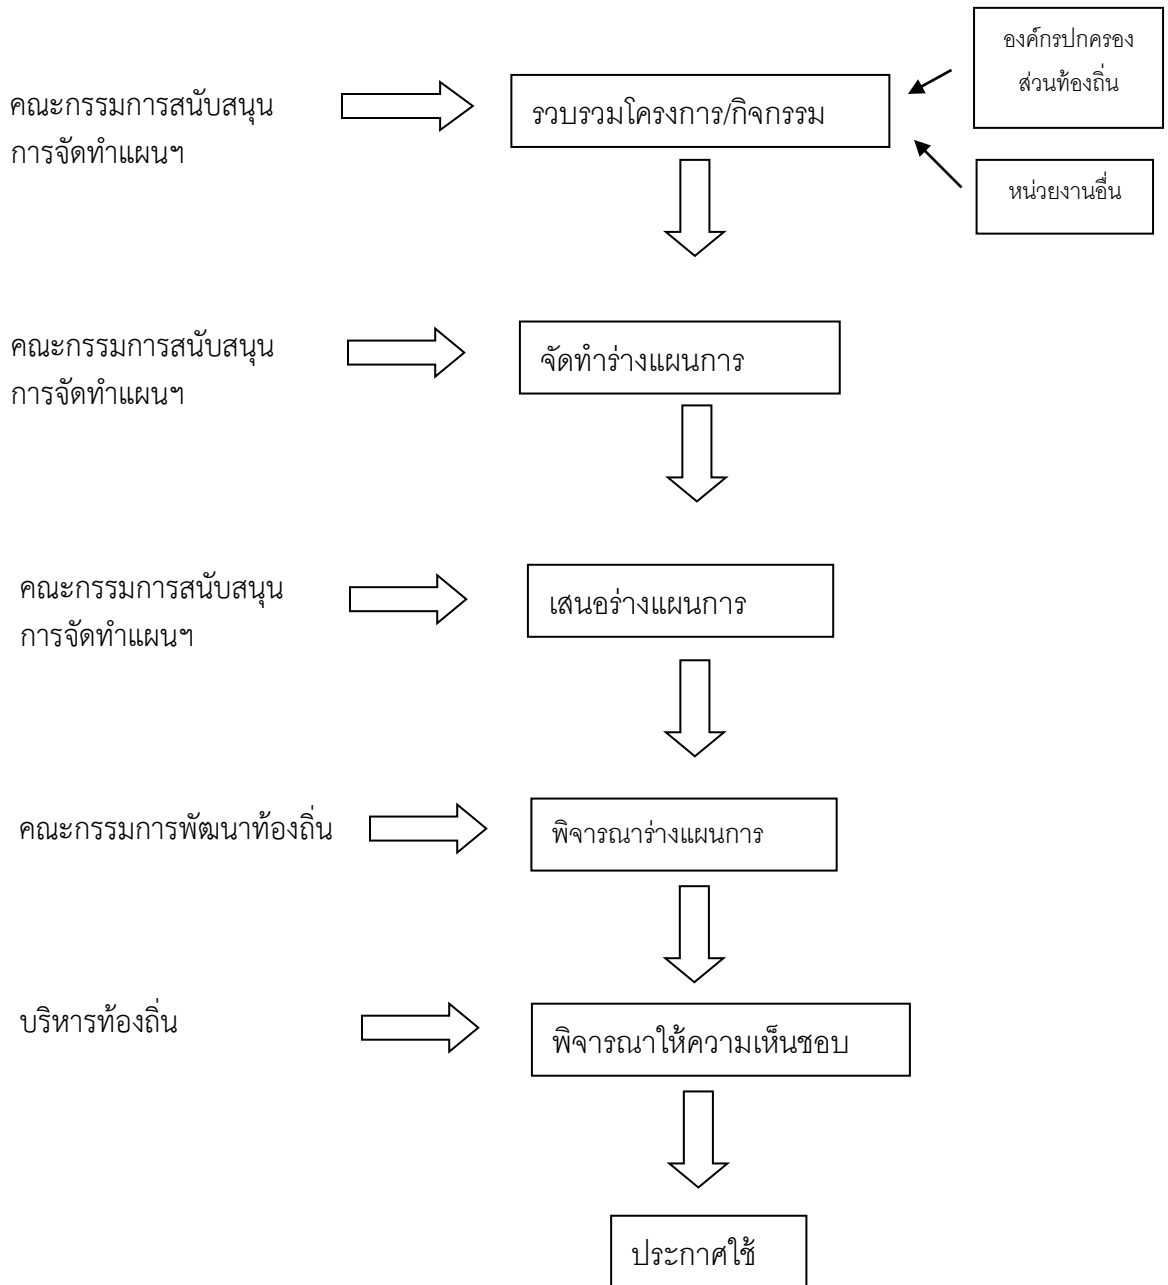 องค์กรปกครอง
ส่วนท้องถิ่น
คณะกรรมการสนับสนุน
การจัดทำแผนฯ
รวบรวมโครงการ/กิจกรรม
หน่วยงานอื่น
คณะกรรมการสนับสนุน
การจัดทำแผนฯ
จัดทำร่างแผนการ
คณะกรรมการสนับสนุน
การจัดทำแผนฯ
เสนอร่างแผนการ
คณะกรรมการพัฒนาท้องถิ่น
พิจารณาร่างแผนการ
บริหารท้องถิ่น
พิจารณาให้ความเห็นชอบ
ประกาศใช้